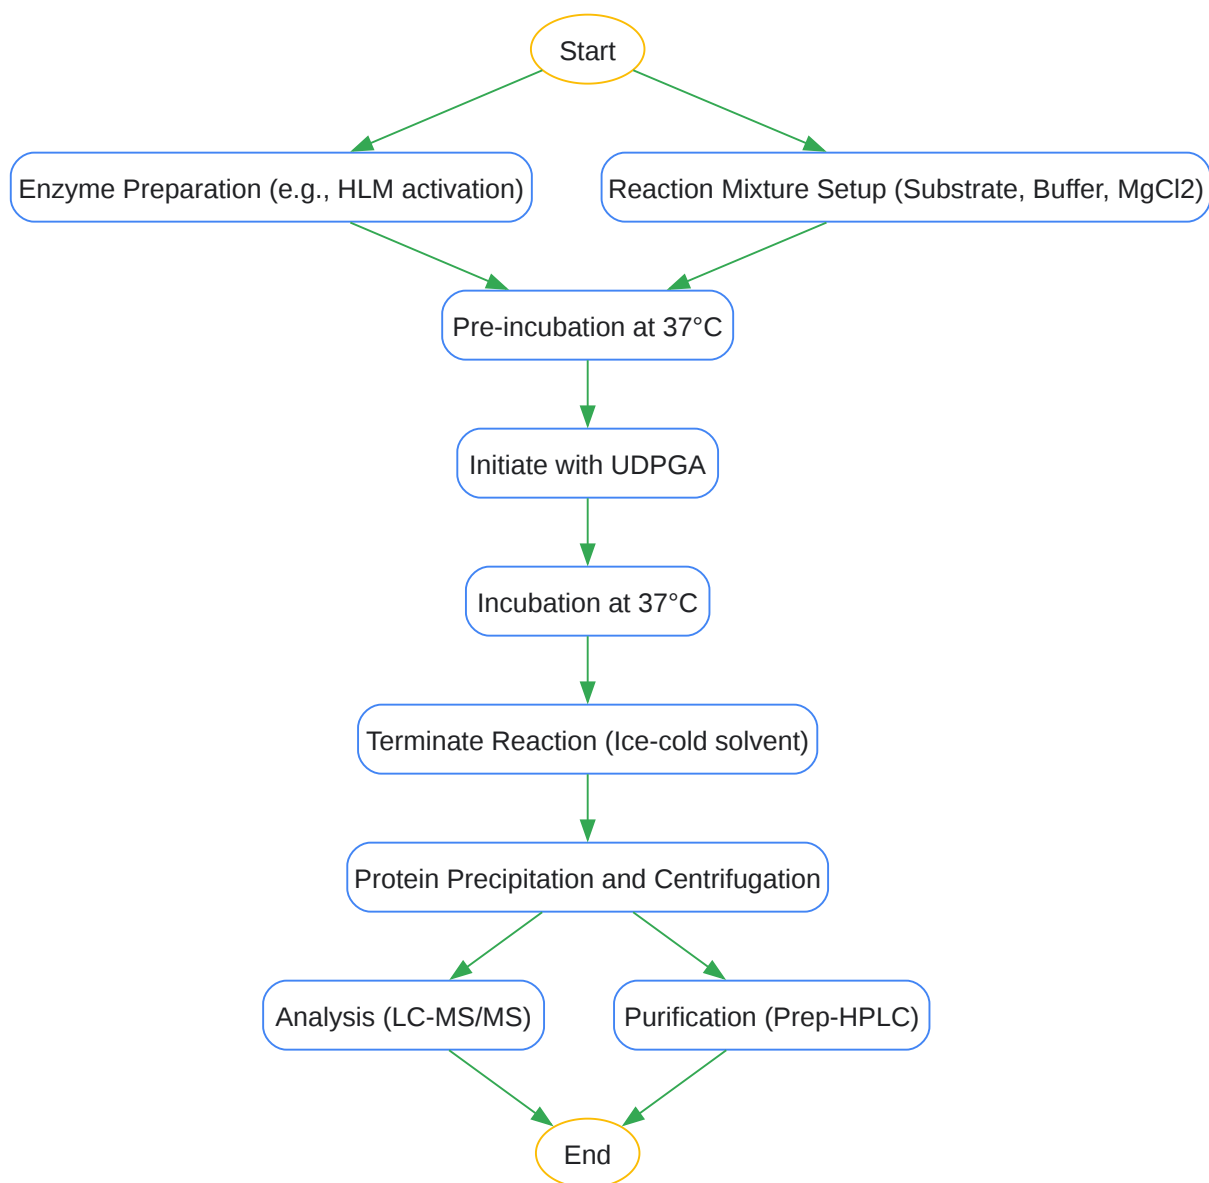 Start
Enzyme Preparation (e.g., HLM activation)
Reaction Mixture Setup (Substrate, Buffer, MgCl2)
Pre-incubation at 37°C
Initiate with UDPGA
Incubation at 37°C
Terminate Reaction (Ice-cold solvent)
Protein Precipitation and Centrifugation
Analysis (LC-MS/MS)
Purification (Prep-HPLC)
End